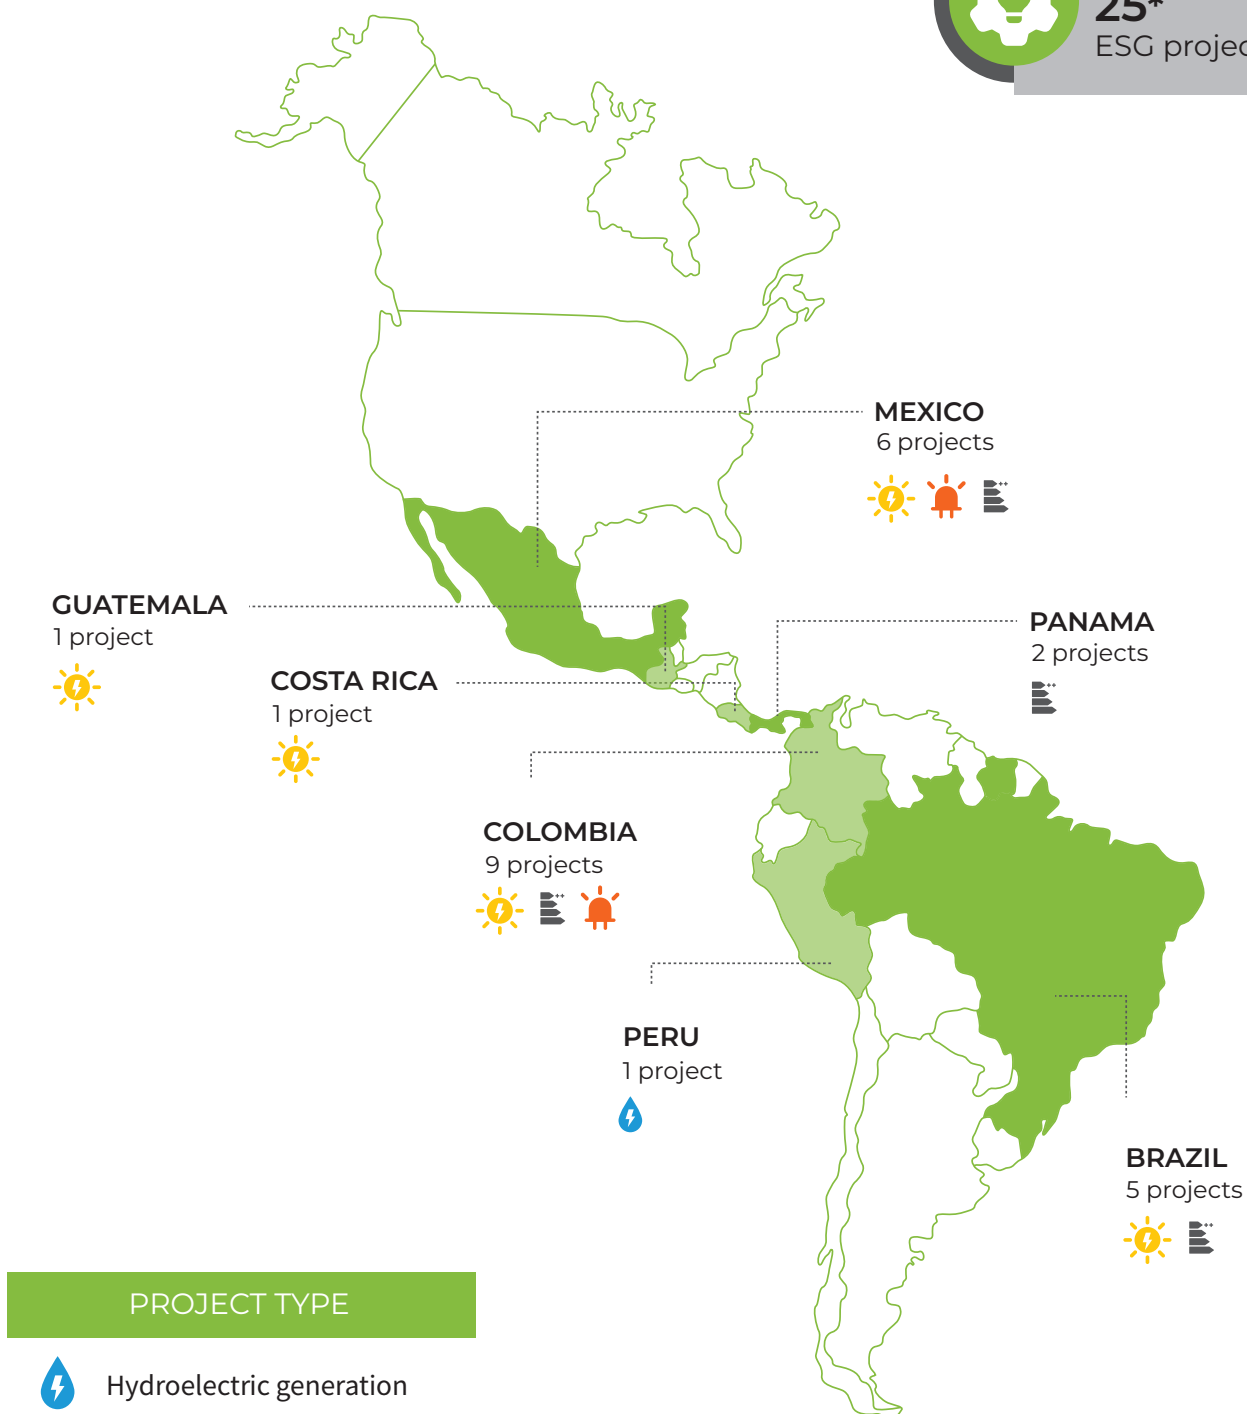 25*
ESG
MEXICO
6 projects
GUATEMALA
1 project
PANAMA
2 projects
COSTA RICA
1 project
COLOMBIA
9 projects
PERU
1 project
BRAZIL
5 projects
PROJECT TYPE
Hydroelectric generation